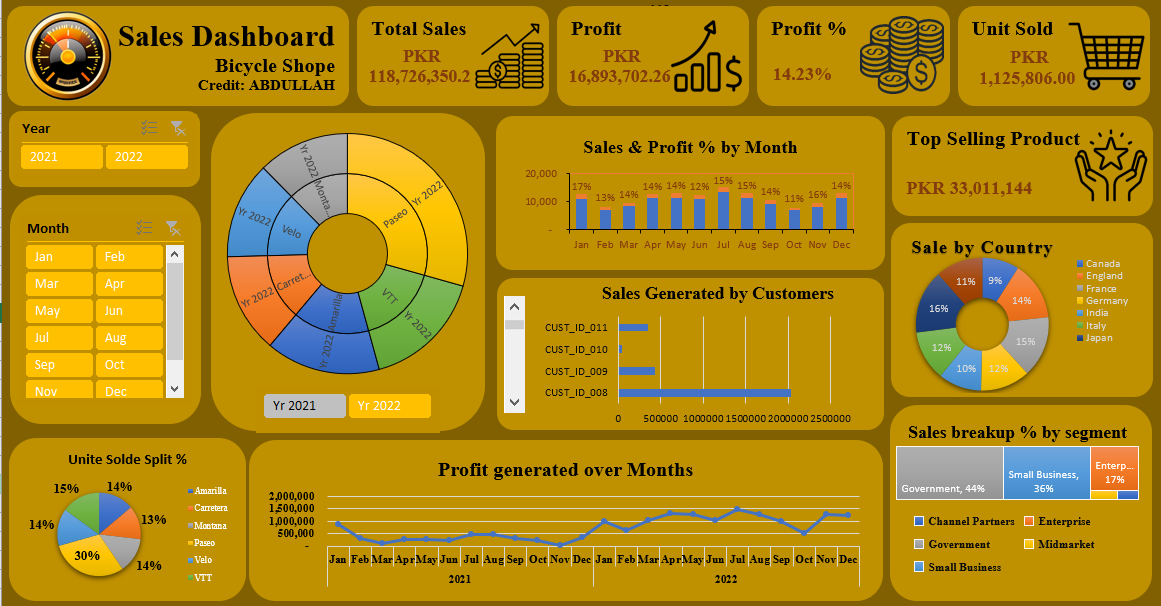 Sales Dashboard
Bicycle Shope
Credit: ABDULLAH
Total Sales
PKR
118,726,350.2
Profit
PKR
16,893,702.26
Profit %
14.23%
Unit Sold
PKR
1,125,806.00
Year
2021 2022
Month
Jan Feb
Mar Apr
May Jun
Jul Aug
Sep Oct
Nov Dec
Yr 2022 Paseo
Yr 2022 VTT
Yr 2022 Amarilla
Yr 2022 Carret...
Yr 2022 Velo
Yr 2022 Monta...
Yr 2021 Yr 2022
Sales & Profit % by Month
20,000
10,000
-
17% 13% 14% 14% 14% 12% 15% 15% 14% 11% 16% 14%
Jan Feb Mar Apr May Jun Jul Aug Sep Oct Nov Dec
Sales Generated by Customers
CUST_ID_011
CUST_ID_010
CUST_ID_009
CUST_ID_008
0 500000 1000000 1500000 2000000 2500000
Top Selling Product
PKR 33,011,144
Sale by Country
9%
14%
15%
12%
10%
12%
16%
11%
Canada
England
France
Germany
India
Italy
Japan
Unite Solde Split %
14%
13%
14%
30%
14%
15%
Amarilla
Carretera
Montana
Paseo
Velo
VTT
Profit generated over Months
2,000,000
1,500,000
1,000,000
500,000
-
Jan Feb Mar Apr May Jun Jul Aug Sep Oct Nov Dec Jan Feb Mar Apr May Jun Jul Aug Sep Oct Nov Dec
2021 2022
Sales breakup % by segment
Government, 44%
Small Business,
36%
Enterp...
17%
Channel Partners Enterprise
Government Midmarket
Small Business